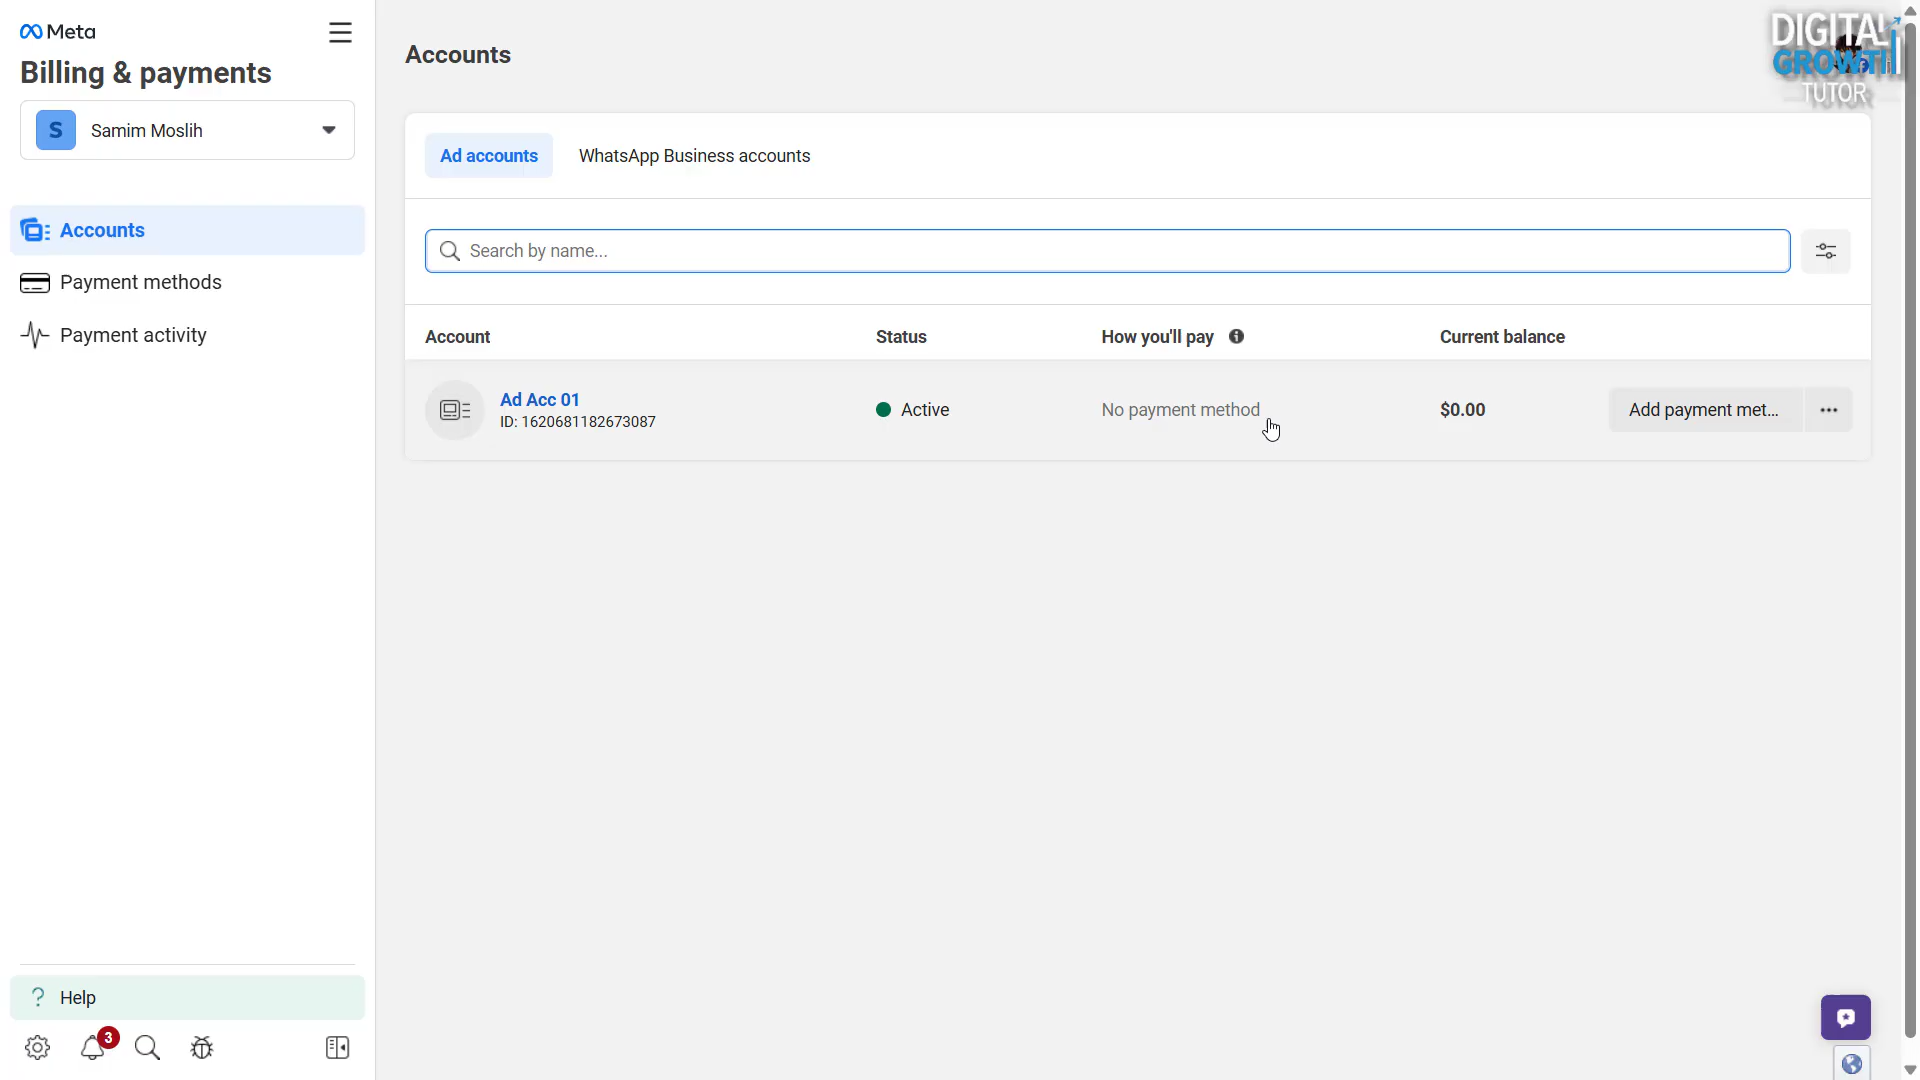 Meta
Billing & payments
S Samim Moslih
Accounts
Payment methods
Payment activity
Help
3
Accounts
DIGITAL
GROWTH
TUTOR
Ad accounts WhatsApp Business accounts
Search by name...
Account Status How you'll pay Current balance
Ad Acc 01
ID: 1620681182673087
Active No payment method $0.00 Add payment met...